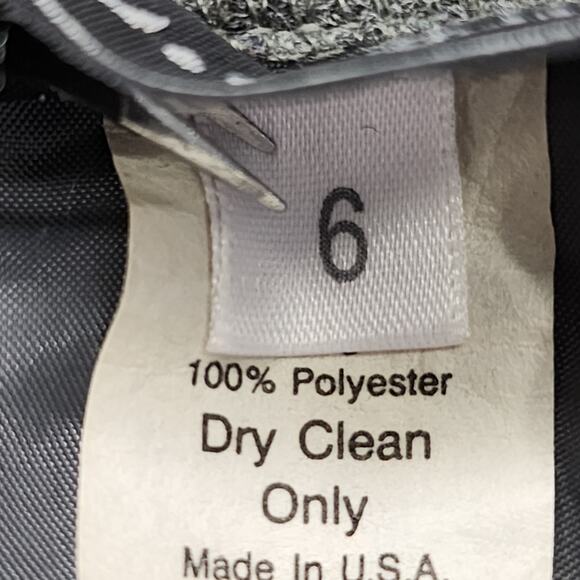 6
100% Polyester
Dry Clean
Only
Made In U.S.A.